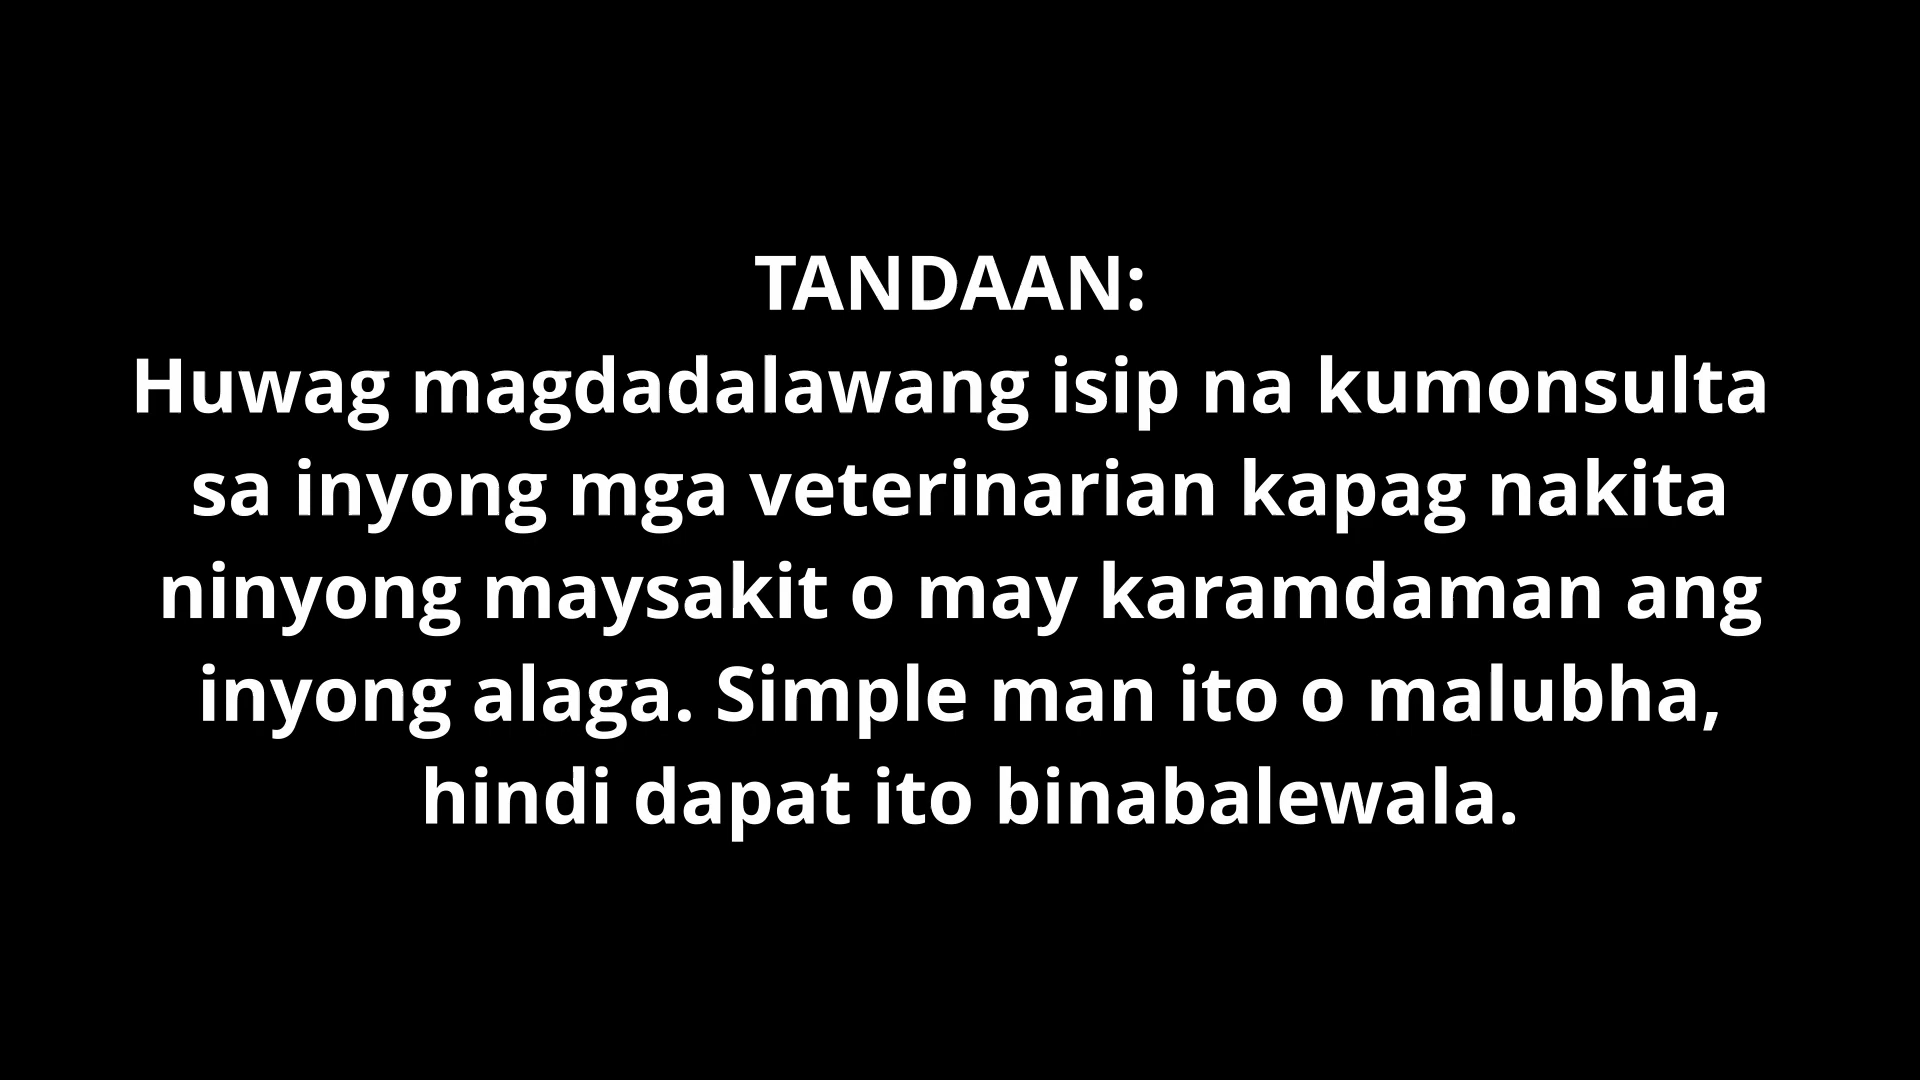 TANDAAN:
Huwag magdadalawang isip na kumonsulta
sa inyong mga veterinarian kapag nakita
ninyong maysakit o may karamdaman ang
inyong alaga. Simple man ito o malubha,
hindi dapat ito binabalewala.